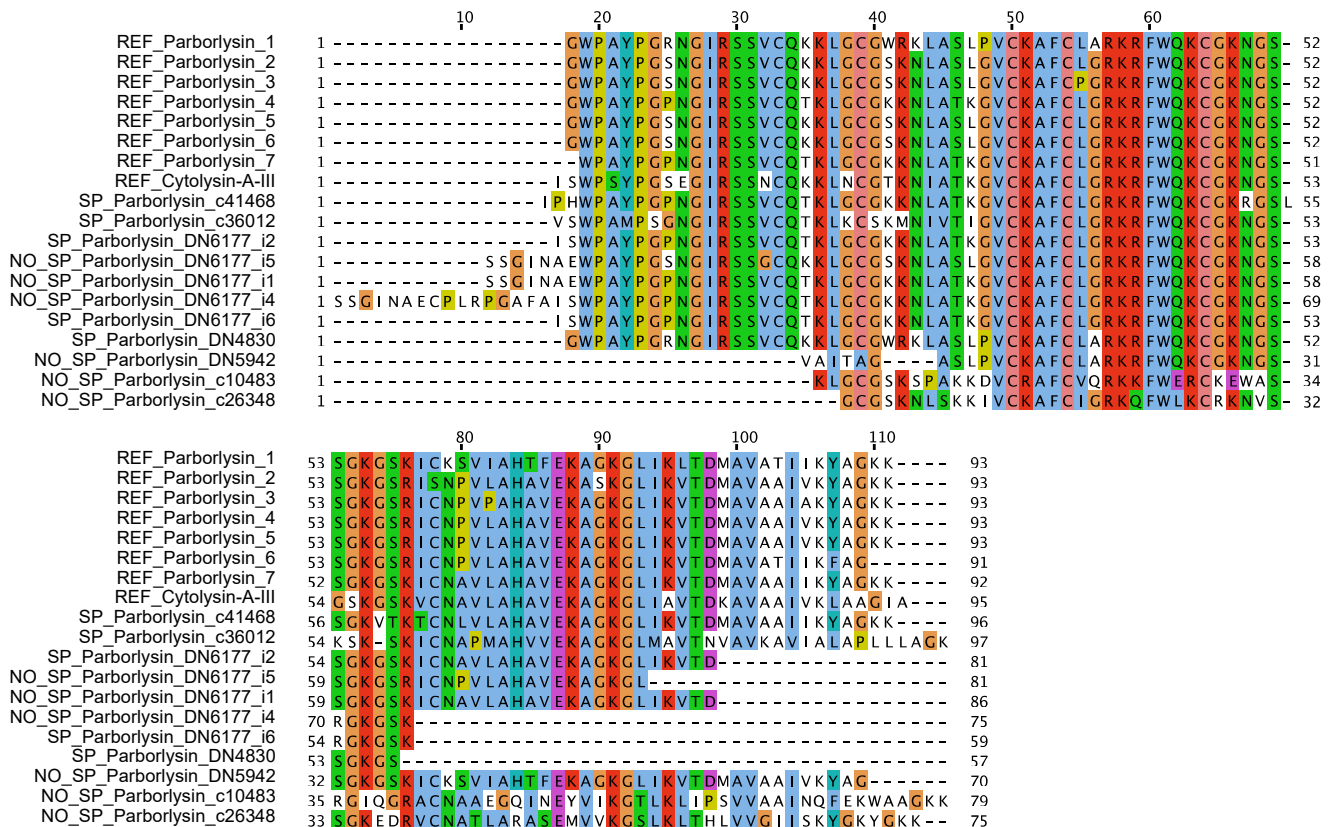 10 20 30 40 50 60
REF_Parborlysin_1 1 -----------------GWPAYPGRNGIRSSVCQKKLGCGWRKLASLPVCKAFCLARKRFWQKCGKNGS- 52
REF_Parborlysin_2 1 -----------------GWPAYPGSNGIRSSVCQKKLGCGSKNLASLGVCKAFCLGRKRFWQKCGKNGS- 52
REF_Parborlysin_3 1 -----------------GWPAYPGSNGIRSSVCQKKLGCGSKNLASLGVCKAFCPGRKRFWQKCGKNGS- 52
REF_Parborlysin_4 1 -----------------GWPAYPGPNGIRSSVCQTKLGCGKKNLATKGVCKAFCLGRKRFWQKCGKNGS- 52
REF_Parborlysin_5 1 -----------------GWPAYPGSNGIRSSVCQTKLGCGSKNLASLGVCKAFCLGRKRFWQKCGKNGS- 52
REF_Parborlysin_6 1 -----------------GWPAYPGSNGIRSSVCQKKLGCGSKNLASLGVCKAFCLGRKRFWQKCGKNGS- 52
REF_Parborlysin_7 1 ------------------WPAYPGPNGIRSSVCQTKLGCGKKNLATKGVCKAFCLGRKRFWQKCGKNGS- 51
REF_Cytolysin-A-III 1 ----------------ISWPSYPGSEGIRSSNCQKKLNCGTKNIATKGVCKAFCLGRKRFWQKCGKNGS- 53
SP_Parborlysin_c41468 1 ---------------IPHWPAYPGPNGIRSSVCQTKLGCGKKNLATKGVCKAFCLGRKRFWQKCGKRGSL 55
SP_Parborlysin_c36012 1 ----------------VSWPAMPSGNGIRSSVCQTKLKCSKMNIVTIGVCKAFCLGRKRFWQKCGKNGS- 53
SP_Parborlysin_DN6177_i2 1 ----------------ISWPAYPGPNGIRSSVCQTKLGCGKKNLATKGVCKAFCLGRKRFWQKCGKNGS- 53
NO_SP_Parborlysin_DN6177_i5 1 -----------SSGINAEWPAYPGSNGIRSSGCQTKLGCGSKNLASLGVCKAFCLGRKRFWQKCGKNGS- 58
NO_SP_Parborlysin_DN6177_i1 1 -----------SSGINAEWPAYPGPNGIRSSVCQTKLGCGKKNLATKGVCKAFCLGRKRFWQKCGKNGS- 58
NO_SP_Parborlysin_DN6177_i4 1 SSGINAECPLRPGAFAISWPAYPGPNGIRSSVCQTKLGCGKKNLATKGVCKAFCLGRKRFWQKCGKNGS- 69
SP_Parborlysin_DN6177_i6 1 ----------------ISWPAYPGPNGIRSSVCQTKLGCGKKNLATKGVCKAFCLGRKRFWQKCGKNGS- 53
SP_Parborlysin_DN4830 1 -----------------GWPAYPGRNGIRSSVCQKKLGCGWRKLASLPVCKAFCLARKRFWQKCGKNGS- 52
NO_SP_Parborlysin_DN5942 1 ----------------------------------VAITAG----ASLPVCKAFCLARKRFWQKCGKNGS- 31
NO_SP_Parborlysin_c10483 1 -----------------------------------KLGCGSKSPAKKDVCRAFCVQRKKFWERCKEWAS- 34
NO_SP_Parborlysin_c26348 1 -------------------------------------GCGSKNLSKKIVCKAFCIGRKQFWLKCRKNVS- 32
80 90 100 110
REF_Parborlysin_1 53 SGKGSKICKSVIAHTFEKAGKGLIKLTDMAVATIIKYAGKK---- 93
REF_Parborlysin_2 53 SGKGSRISNPVLAHAVEKASKGLIKVTDMAVAAIVKYAGKK---- 93
REF_Parborlysin_3 53 SGKGSRICNPVPAHAVEKAGKGLIKVTDMAVAAIAKYAGKK---- 93
REF_Parborlysin_4 53 SGKGSRICNPVLAHAVEKAGKGLIKVTDMAVAAIVKYAGKK---- 93
REF_Parborlysin_5 53 SGKGSRICNPVLAHAVEKAGKGLIKVTDMAVAAIVKYAGKK---- 93
REF_Parborlysin_6 53 SGKGSRICNPVLAHAVEKAGKGLIKVTDMAVATIIKFAG------ 91
REF_Parborlysin_7 52 SGKGSKICNAVLAHAVEKAGKGLIKVTDMAVAAIVKYAGKK---- 92
REF_Cytolysin-A-III 54 GSKGSKVCNAVLAHAVEKAGKGLIAVTDKAVAAIVKLAAGIA--- 95
SP_Parborlysin_c41468 56 SGKVTKTCNLVLAHAVEKAGKGLIKVTDMAVAAIIKYAGKK---- 96
SP_Parborlysin_c36012 54 KSK-SKICNAPMAHVVEKAGKGLMAVTNVAVKAVIALAPLLLAGK 97
SP_Parborlysin_DN6177_i2 54 SGKGSKICNAVLAHAVEKAGKGLIKVTD----------------- 81
NO_SP_Parborlysin_DN6177_i5 59 SGKGSRICNPVLAHAVEKAGKGL---------------------- 81
NO_SP_Parborlysin_DN6177_i1 59 SGKGSKICNAVLAHAVEKAGKGLIKVTD----------------- 86
NO_SP_Parborlysin_DN6177_i4 70 RGKGSK--------------------------------------- 75
SP_Parborlysin_DN6177_i6 54 RGKGSK--------------------------------------- 59
SP_Parborlysin_DN4830 53 SGKGS---------------------------------------- 57
NO_SP_Parborlysin_DN5942 32 SGKGSKICKSVIAHTFEKAGKGLIKVTDMAVAAIVKYAG------ 70
NO_SP_Parborlysin_c10483 35 RGIQGRACNAAEGQINEYVIKGTLKLIPSVVAAINQFEKWAAGKK 79
NO_SP_Parborlysin_c26348 33 SGKEDRVCNATLARASEMVVKGSLKLTHLVVGIISKYGKYGKK-- 75